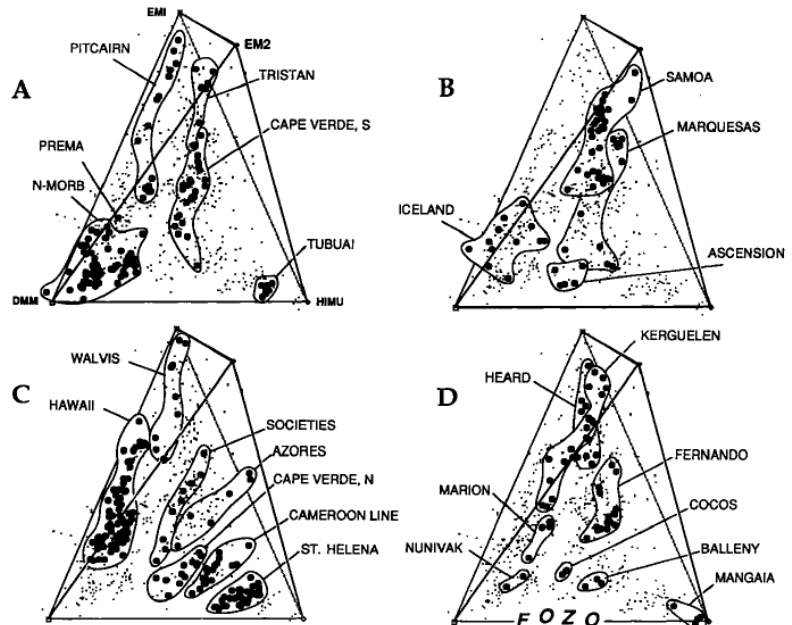 EMI
EM2
PITCAIRN
TRISTAN
A
CAPE VERDE, S
PREMA
N-MORB
TUBUAI
DMM
HIMU
B
SAMOA
MARQUESAS
ICELAND
ASCENSION
C
WALVIS
HAWAII
SOCIETIES
AZORES
CAPE VERDE, N
CAMEROON LINE
ST. HELENA
D
KERGUELEN
HEARD
FERNANDO
MARION
COCOS
NUNIVAK
BALLENY
MANGAIA
F O Z O